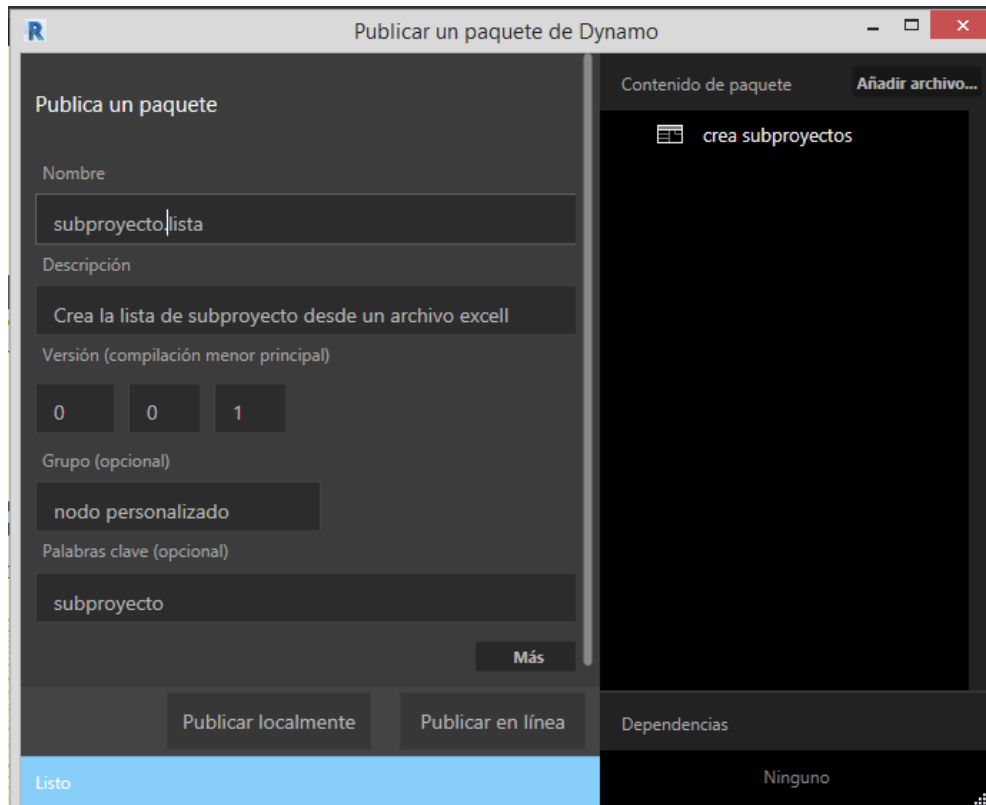 Publicar un paquete de Dynamo
Publica un paquete
Nombre
subproyecto.lista
Descripción
Crea la lista de subproyecto desde un archivo excell
Versión (compilación menor principal)
0 0 1
Grupo (opcional)
nodo personalizado
Palabras clave (opcional)
subproyecto
Más
Publicar localmente Publicar en línea
Listo
Contenido de paquete Añadir archivo...
crea subproyectos
Dependencias
Ninguno